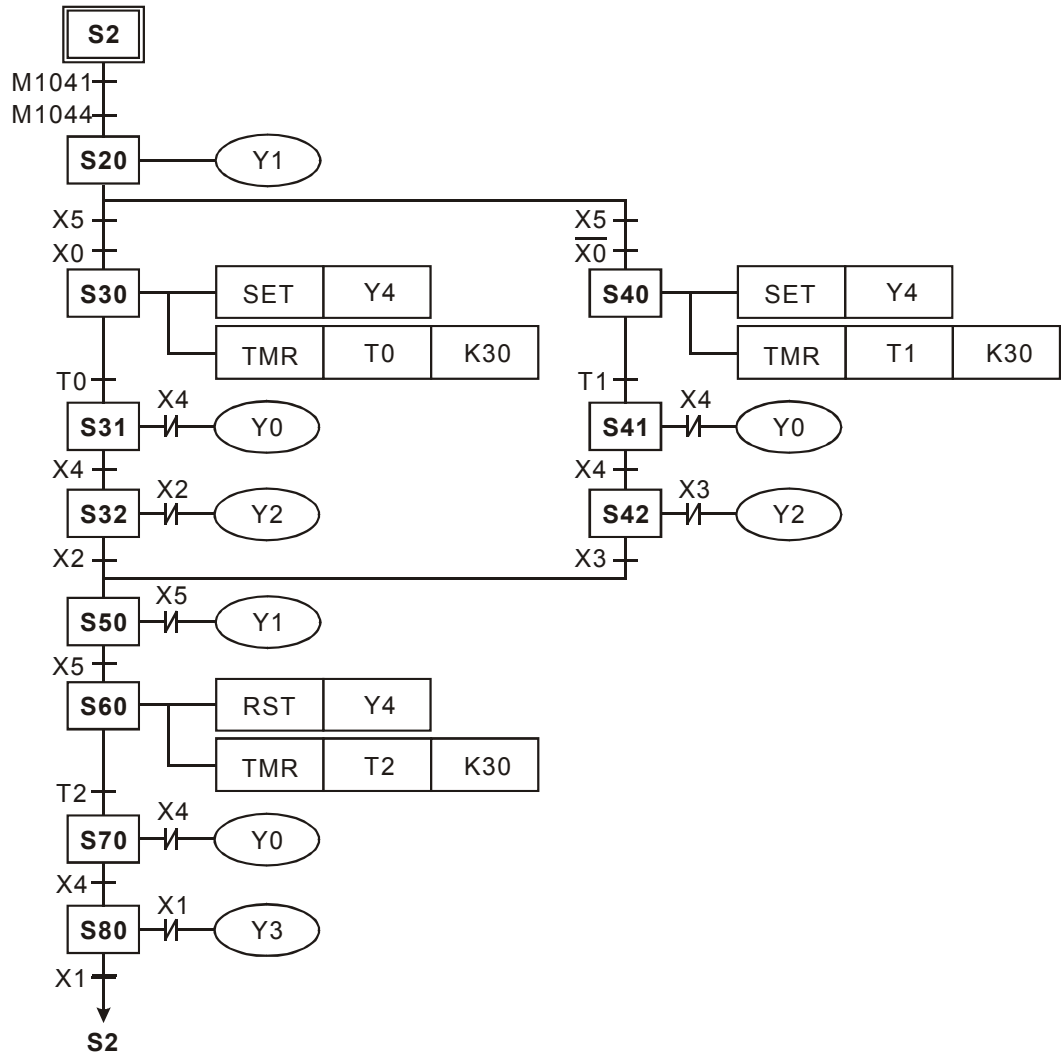 S2
M1041
M1044
S20 Y1
X5 X5
X0 X̅0̅
S30 SET Y4 S40 SET Y4
TMR T0 K30 TMR T1 K30
T0 T1
X4 X4
S31 Y0 S41 Y0
X4 X4
X2 X3
S32 Y2 S42 Y2
X2 X3
X5
S50 Y1
X5
S60 RST Y4
TMR T2 K30
T2
X4
S70 Y0
X4
X1
S80 Y3
X1
S2